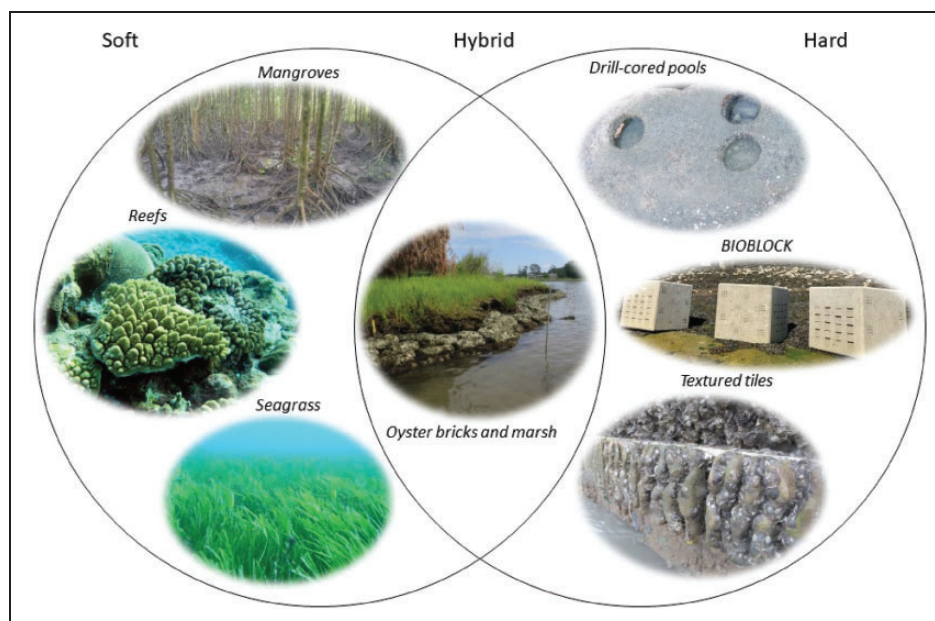 Soft
Hybrid
Hard
Mangroves
Drill-cored pools
Reefs
BIOBLOCK
Seagrass
Textured tiles
Oyster bricks and marsh